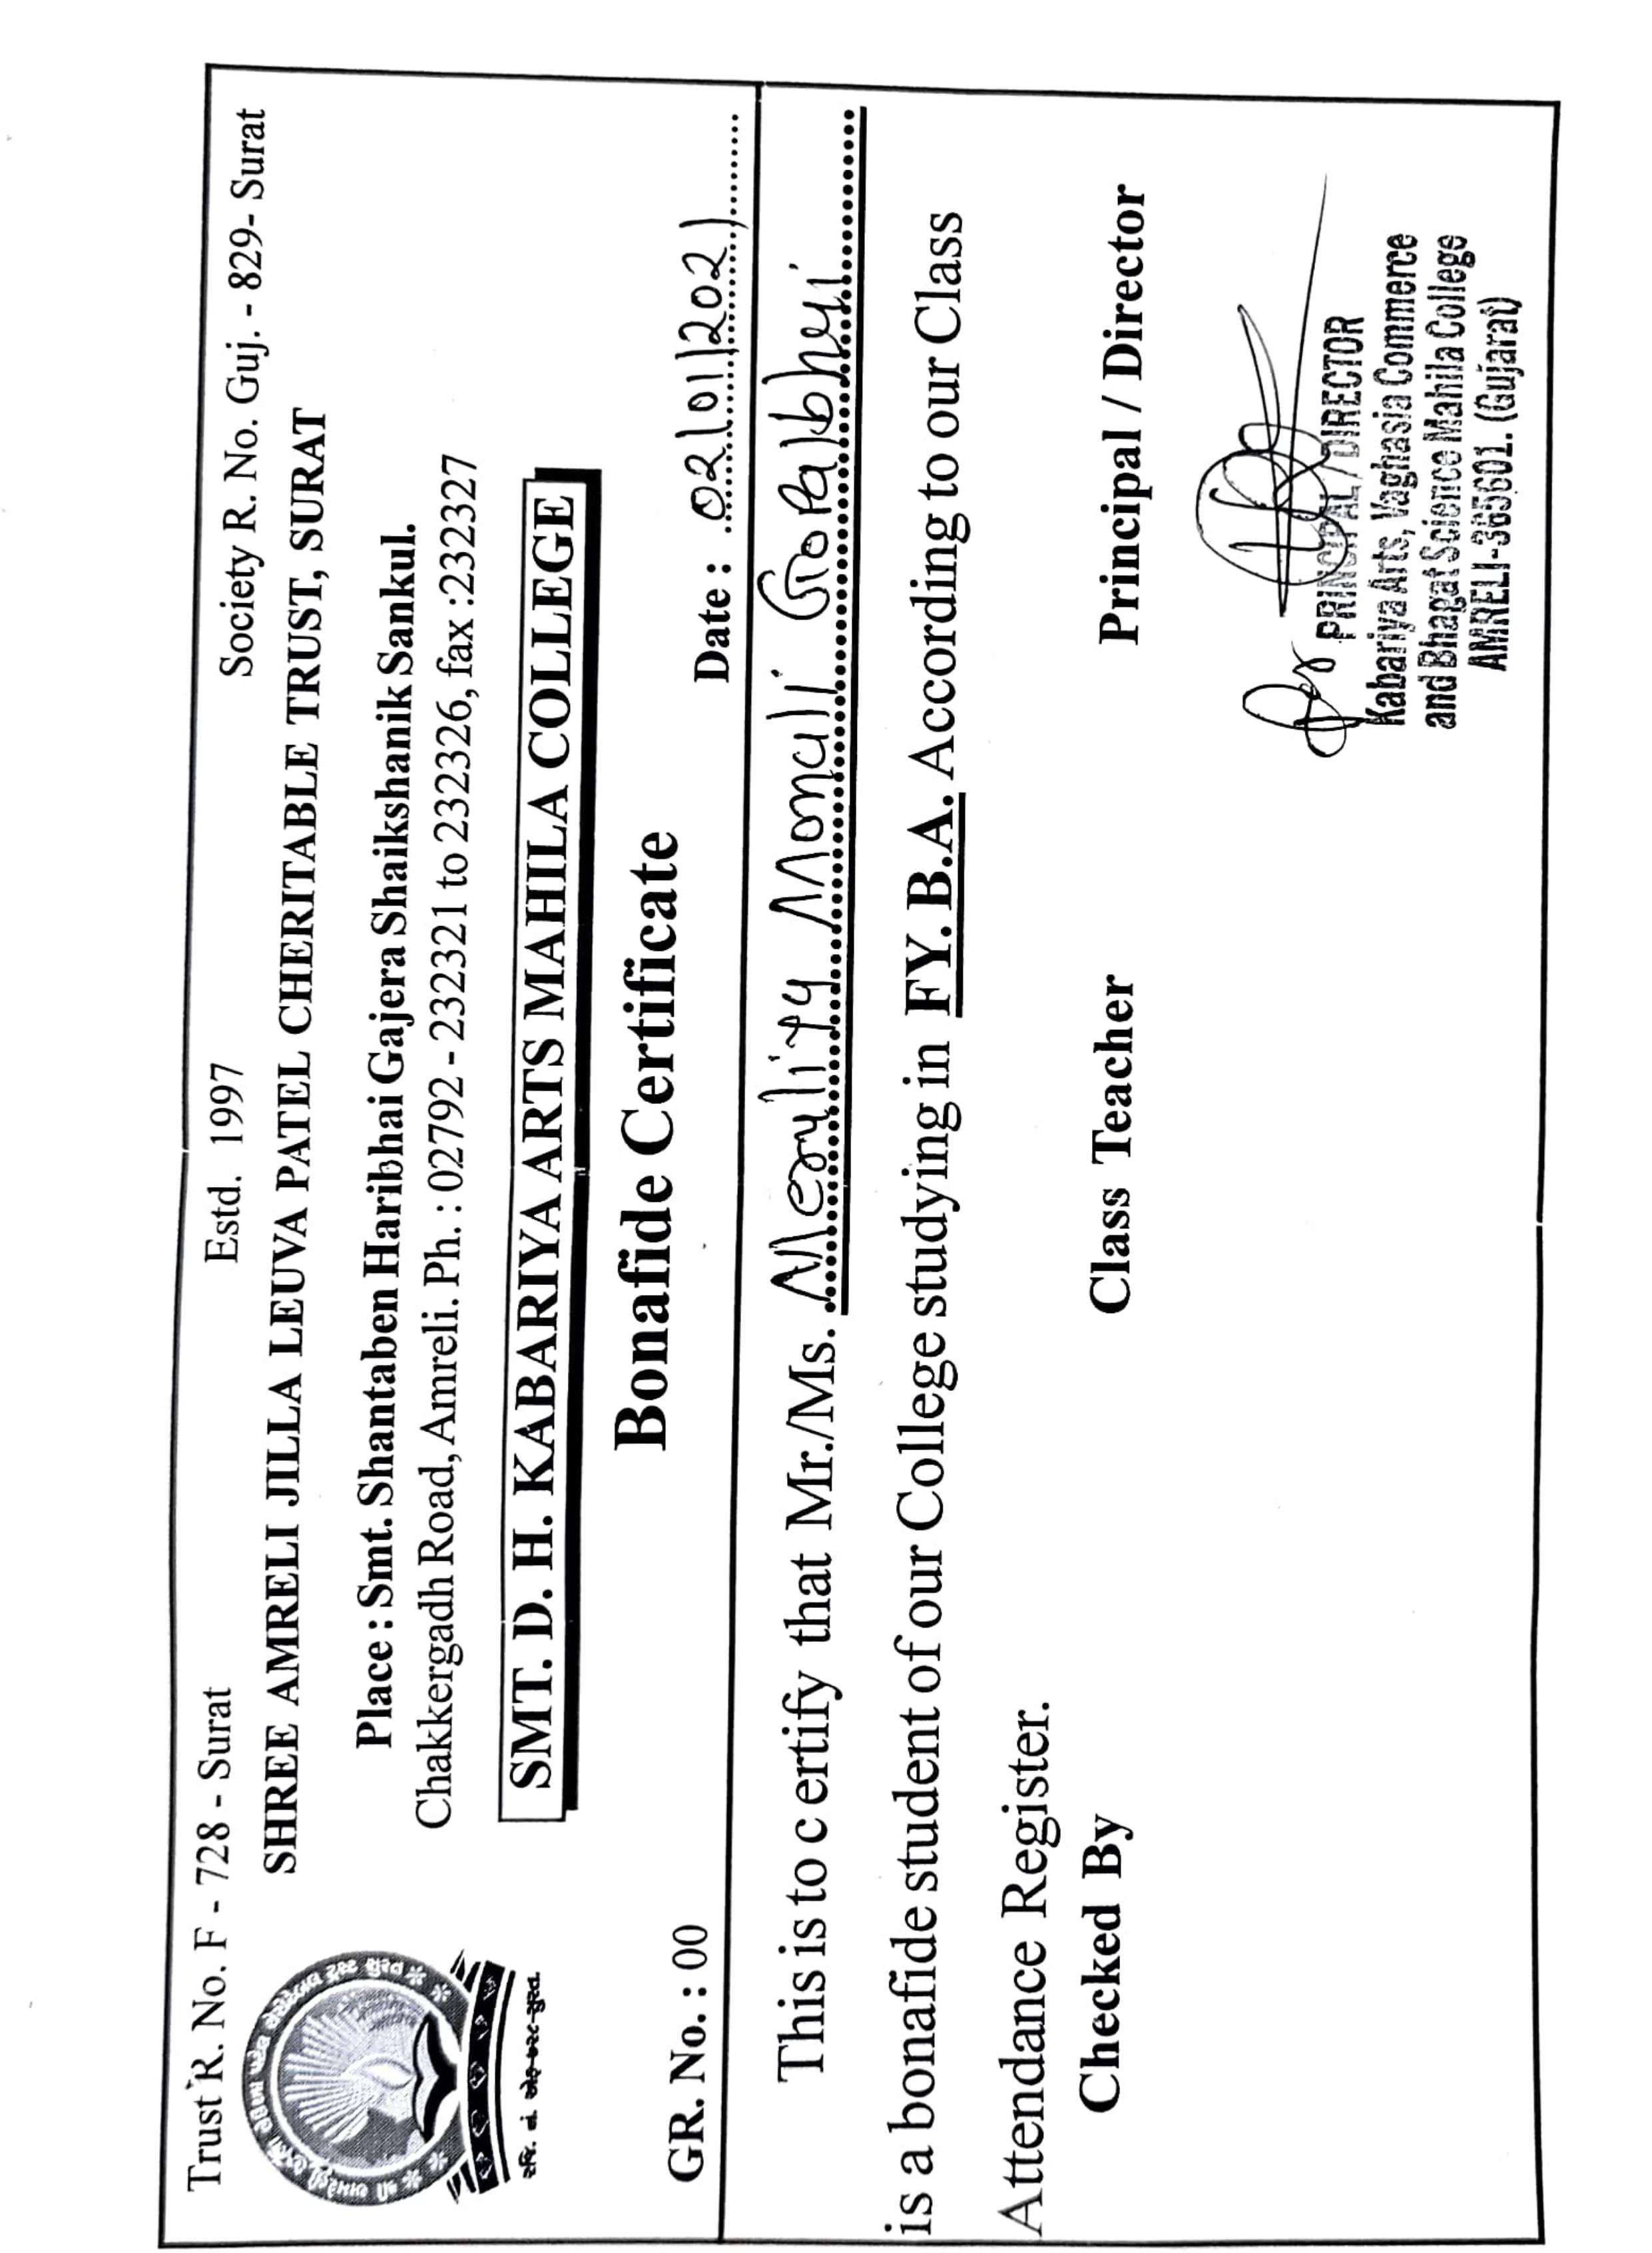 Trust R. No. F - 728 - Surat Estd. 1997 Society R. No. Guj. - 829- Surat
SHREE AMRELI JILLA LEUVA PATEL CHERITABLE TRUST, SURAT
Place : Smt. Shantaben Haribhai Gajera Shaikshanik Sankul.
Chakkergadh Road, Amreli. Ph. : 02792 - 232321 to 232326, fax :232327
SMT. D. H. KABARIYA ARTS MAHILA COLLEGE
Bonafide Certificate
GR. No. : 00 Date : 02/01/2021
This is to c ertify that Mr./Ms. Monali Gopalbhai
is a bonafide student of our College studying in FY.B.A. According to our Class
Attendance Register.
Checked By Class Teacher Principal / Director
PRINCIPAL / DIRECTOR
Kabariya Arts, Vaghasia Commerce
and Bhagat Science Mahila College
AMRELI-365601. (Gujarat)